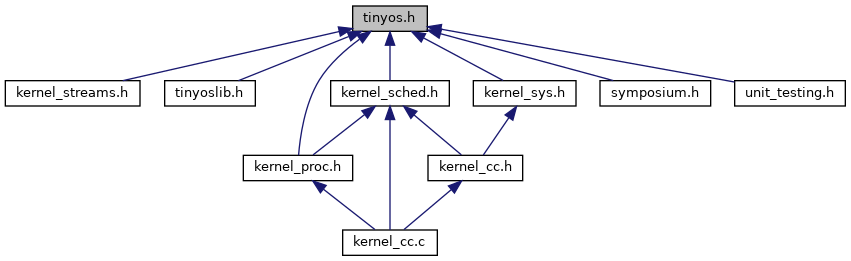 tinyos.h
kernel_streams.h
tinyoslib.h
kernel_sched.h
kernel_sys.h
symposium.h
unit_testing.h
kernel_proc.h
kernel_cc.h
kernel_cc.c